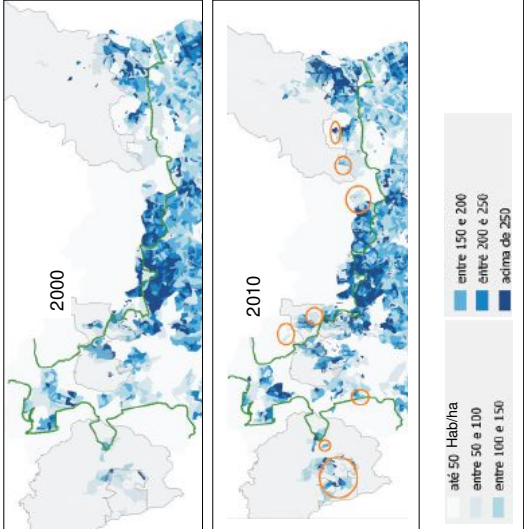 2000
2010
até 50 Hab/ha
entre 50 e 100
entre 100 e 150
entre 150 e 200
entre 200 e 250
acima de 250